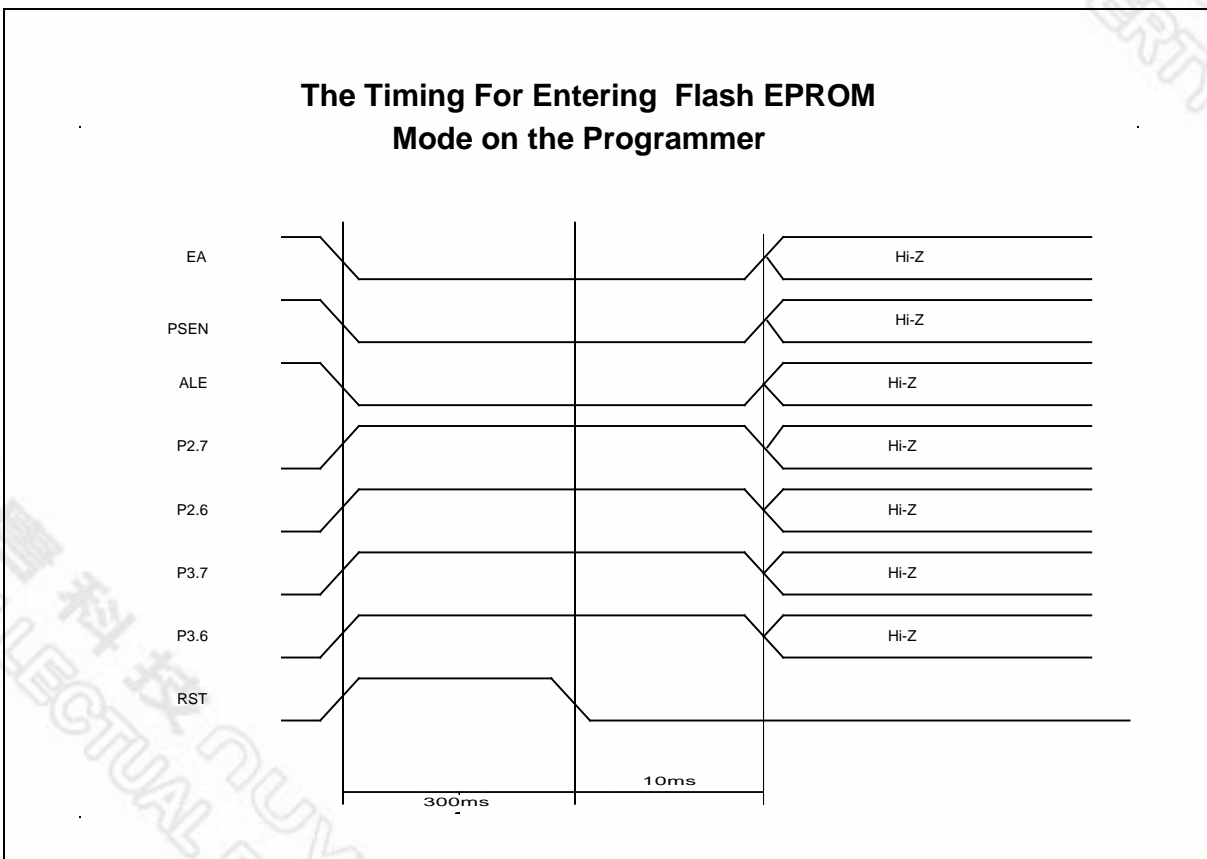 The Timing For Entering Flash EPROM
Mode on the Programmer
EA Hi-Z
PSEN Hi-Z
ALE Hi-Z
P2.7 Hi-Z
P2.6 Hi-Z
P3.7 Hi-Z
P3.6 Hi-Z
RST
10ms
300ms